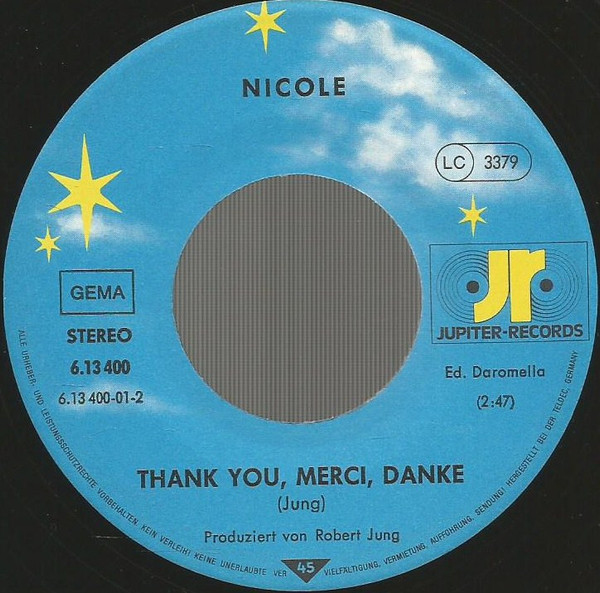 NICOLE
LC 3379
jr
JUPITER-RECORDS
GEMA
STEREO
6.13 400
6.13 400-01-2
Ed. Daromella
(2:47)
THANK YOU, MERCI, DANKE
(Jung)
Produziert von Robert Jung
ALLE URHEBER- UND LEISTUNGSSCHUTZRECHTE VORBEHALTEN. KEIN VERLEIH! KEINE UNERLAUBTE VERVIELFÄLTIGUNG, VERMIETUNG, AUFFÜHRUNG, SENDUNG! HERGESTELLT BEI DER TELDEC, GERMANY
45